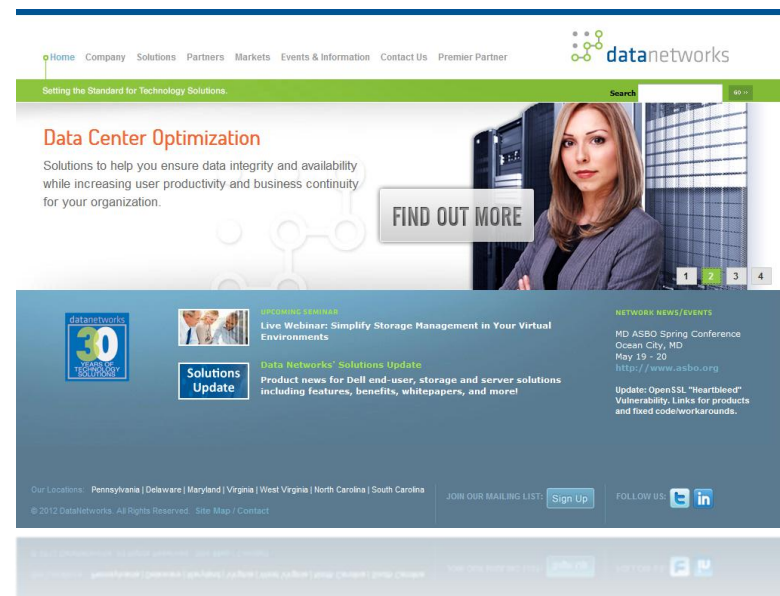 Home Company Solutions Partners Markets Events & Information Contact Us Premier Partner
datanetworks
Setting the Standard for Technology Solutions.
Search
GO >>
Data Center Optimization
Solutions to help you ensure data integrity and availability
while increasing user productivity and business continuity
for your organization.
FIND OUT MORE
1 2 3 4
datanetworks
30
YEARS OF
TECHNOLOGY
SOLUTIONS
UPCOMING SEMINAR
Live Webinar: Simplify Storage Management in Your Virtual
Environments
Solutions
Update
Data Networks' Solutions Update
Product news for Dell end-user, storage and server solutions
including features, benefits, whitepapers, and more!
NETWORK NEWS/EVENTS
MD ASBO Spring Conference
Ocean City, MD
May 19 - 20
http://www.asbo.org
Update: OpenSSL "Heartbleed"
Vulnerability. Links for products
and fixed code/workarounds.
Our Locations: Pennsylvania | Delaware | Maryland | Virginia | West Virginia | North Carolina | South Carolina
© 2012 DataNetworks. All Rights Reserved. Site Map / Contact
JOIN OUR MAILING LIST: Sign Up
FOLLOW US: t in